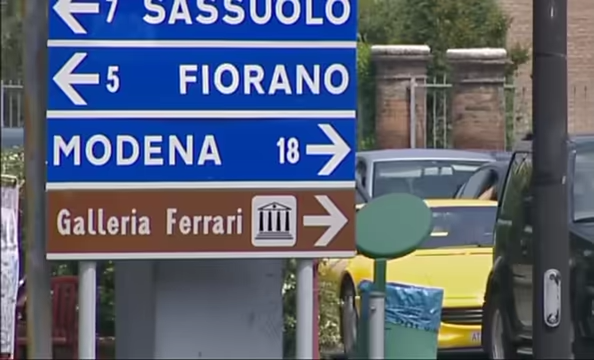 ← 7 SASSUOLO
← 5 FIORANO
MODENA 18 →
Galleria Ferrari →